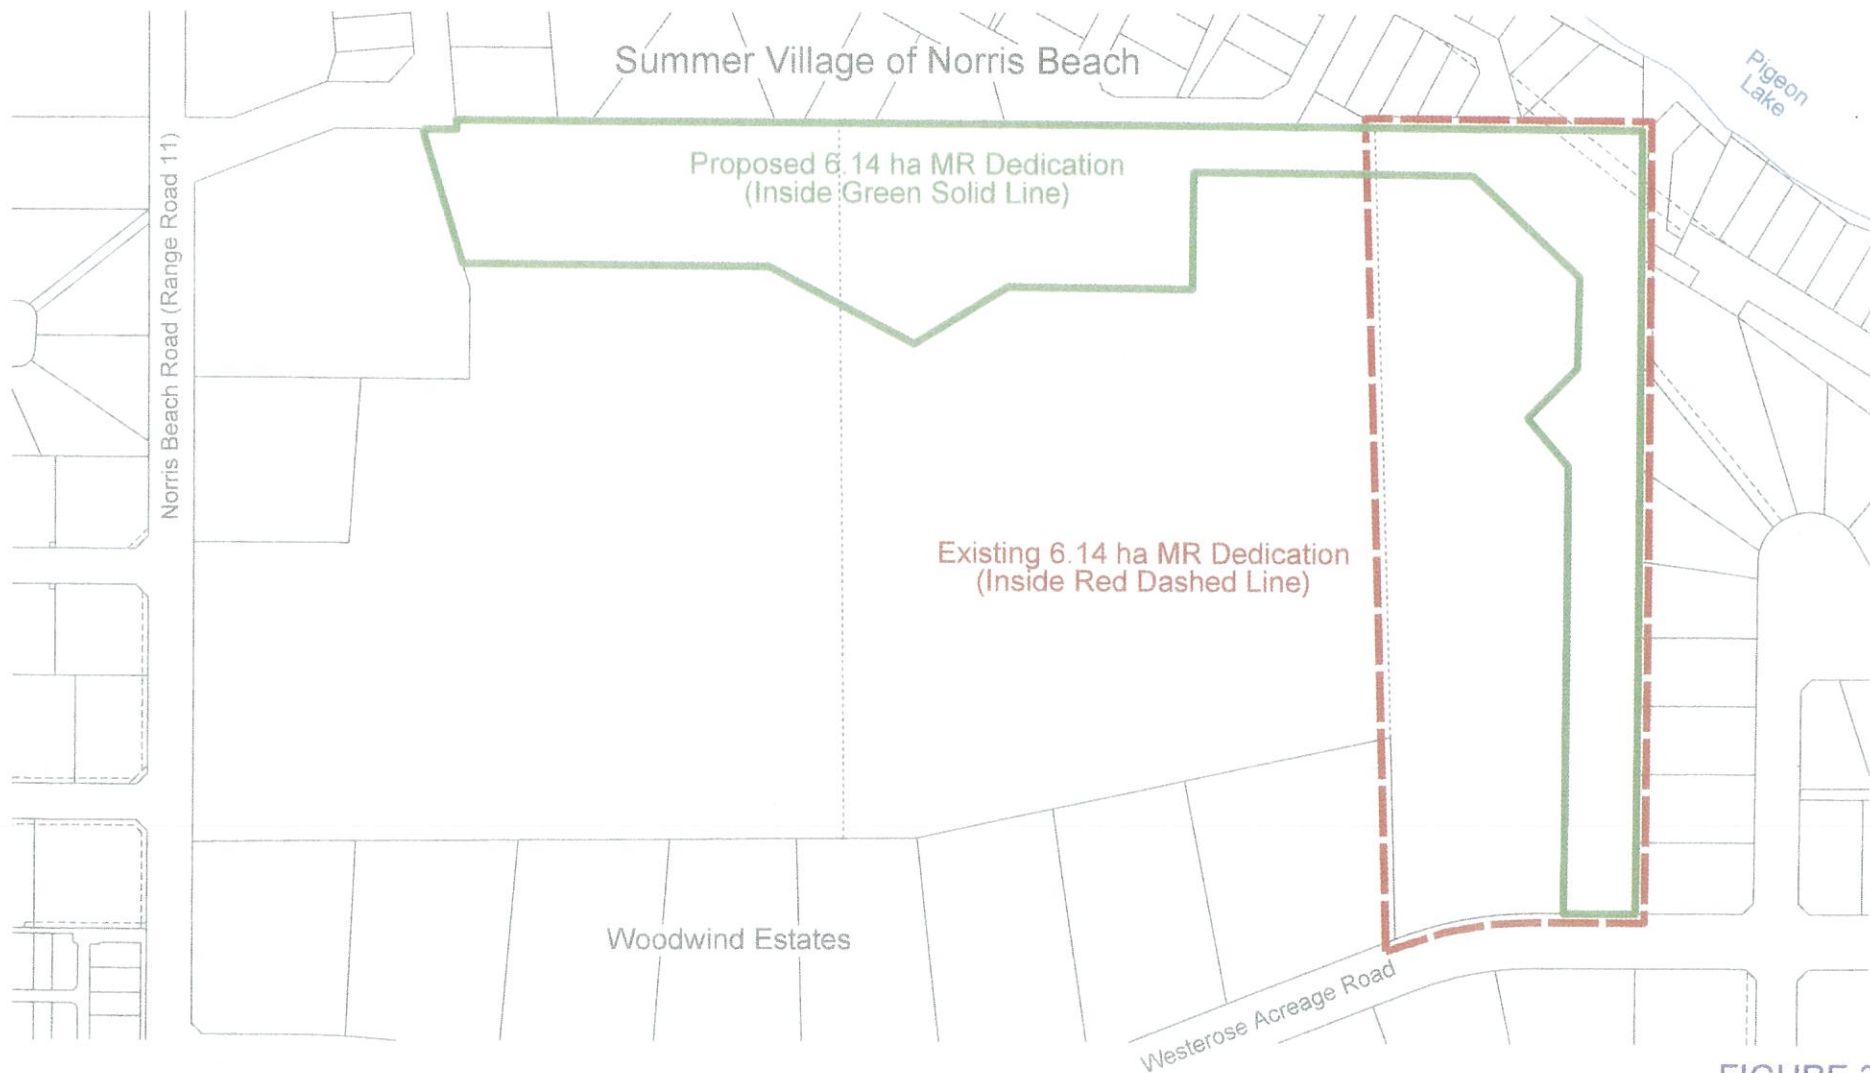 Summer Village of Norris Beach
Pigeon
Lake
Proposed 6.14 ha MR Dedication
(Inside Green Solid Line)
Norris Beach Road (Range Road 11)
Existing 6.14 ha MR Dedication
(Inside Red Dashed Line)
Woodwind Estates
Westerose Acreage Road
FIGURE